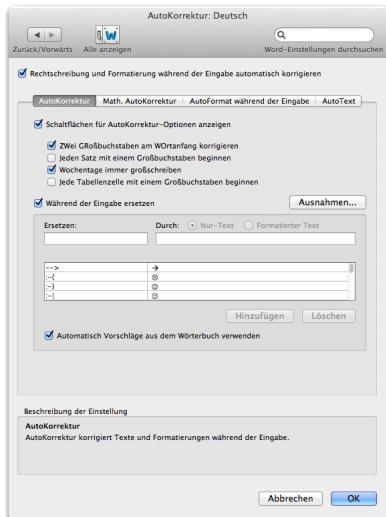 AutoKorrektur: Deutsch
Zurück/Vorwärts Alle anzeigen Word-Einstellungen durchsuchen
Rechtschreibung und Formatierung während der Eingabe automatisch korrigieren
AutoKorrektur Math. AutoKorrektur AutoFormat während der Eingabe AutoText
Schaltflächen für AutoKorrektur-Optionen anzeigen
ZWei GRoßbuchstaben am WOrtanfang korrigieren
Jeden Satz mit einem Großbuchstaben beginnen
Wochentage immer großschreiben
Jede Tabellenzelle mit einem Großbuchstaben beginnen
Während der Eingabe ersetzen Ausnahmen...
Ersetzen: Durch: Nur-Text Formatierter Text
--> →
:-( ☹
:-) ☺
:-| 😐
Hinzufügen Löschen
Automatisch Vorschläge aus dem Wörterbuch verwenden
Beschreibung der Einstellung
AutoKorrektur
AutoKorrektur korrigiert Texte und Formatierungen während der Eingabe.
Abbrechen OK